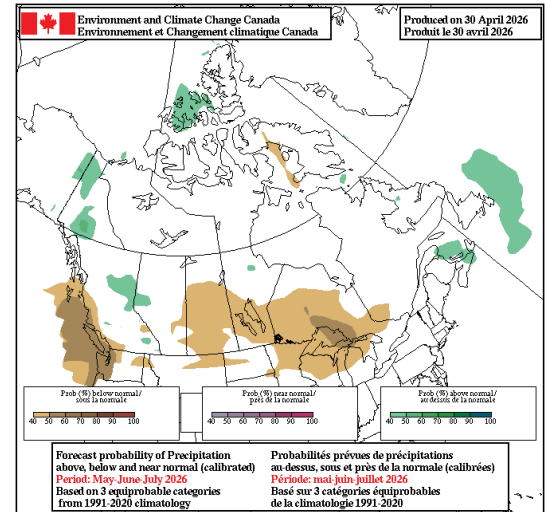 Environment and Climate Change Canada
Environnement et Changement climatique Canada
Produced on 30 April 2026
Produit le 30 avril 2026
Prob (%) below normal/
sous la normale
40 50 60 70 80 90 100
Prob (%) near normal/
près de la normale
40 50 60 70 80 90 100
Prob (%) above normal/
au dessus de la normale
40 50 60 70 80 90 100
Forecast probability of Precipitation
above, below and near normal (calibrated)
Period: May-June-July 2026
Based on 3 equiprobable categories
from 1991-2020 climatology
Probabilités prévues de précipitations
au-dessus, sous et près de la normale (calibrées)
Période: mai-juin-juillet 2026
Basé sur 3 catégories équiprobables
de la climatologie 1991-2020